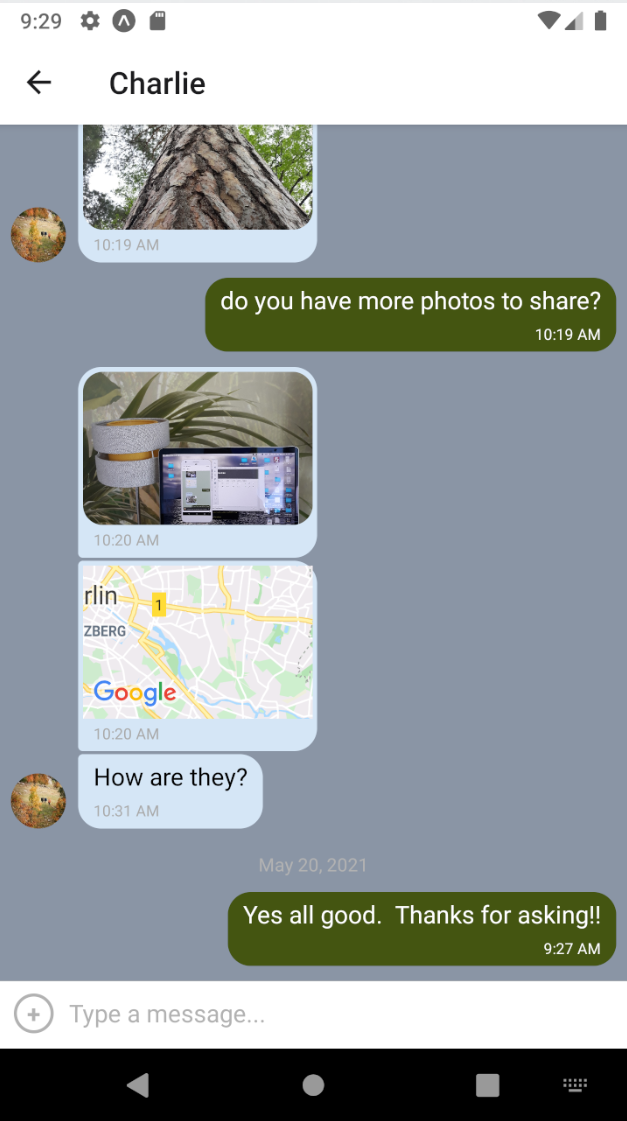 9:29
Charlie
10:19 AM
do you have more photos to share?
10:19 AM
10:20 AM
rlin
1
ZBERG
Google
10:20 AM
How are they?
10:31 AM
May 20, 2021
Yes all good.  Thanks for asking!!
9:27 AM
Type a message...